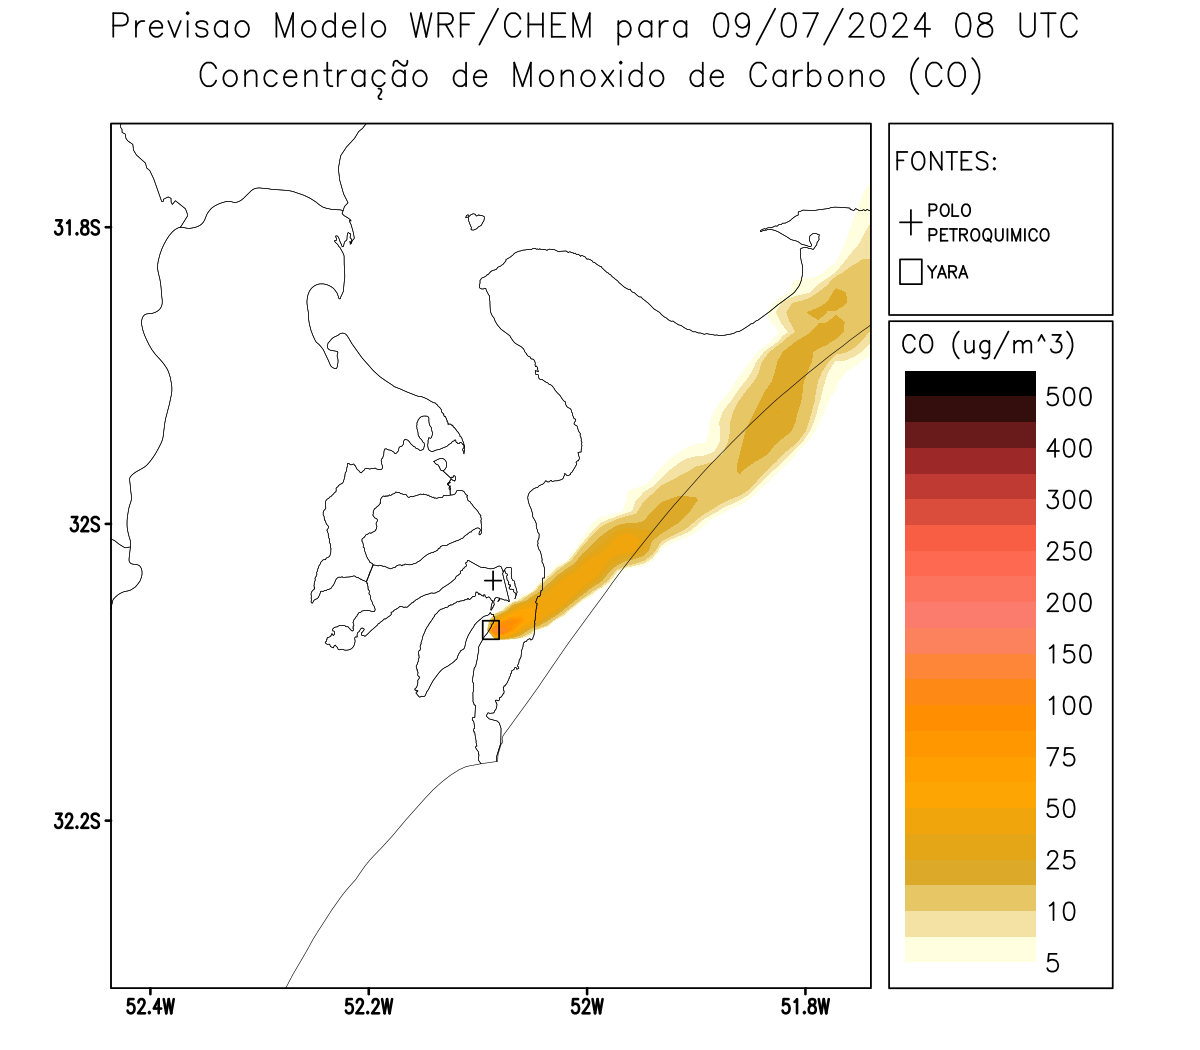 Previsao Modelo WRF/CHEM para 09/07/2024 08 UTC
Concentração de Monoxido de Carbono (CO)
FONTES:
POLO
PETROQUIMICO
YARA
CO (ug/m^3)
500
400
300
250
200
150
100
75
50
25
10
5
31.8S
32S
32.2S
52.4W
52.2W
52W
51.8W